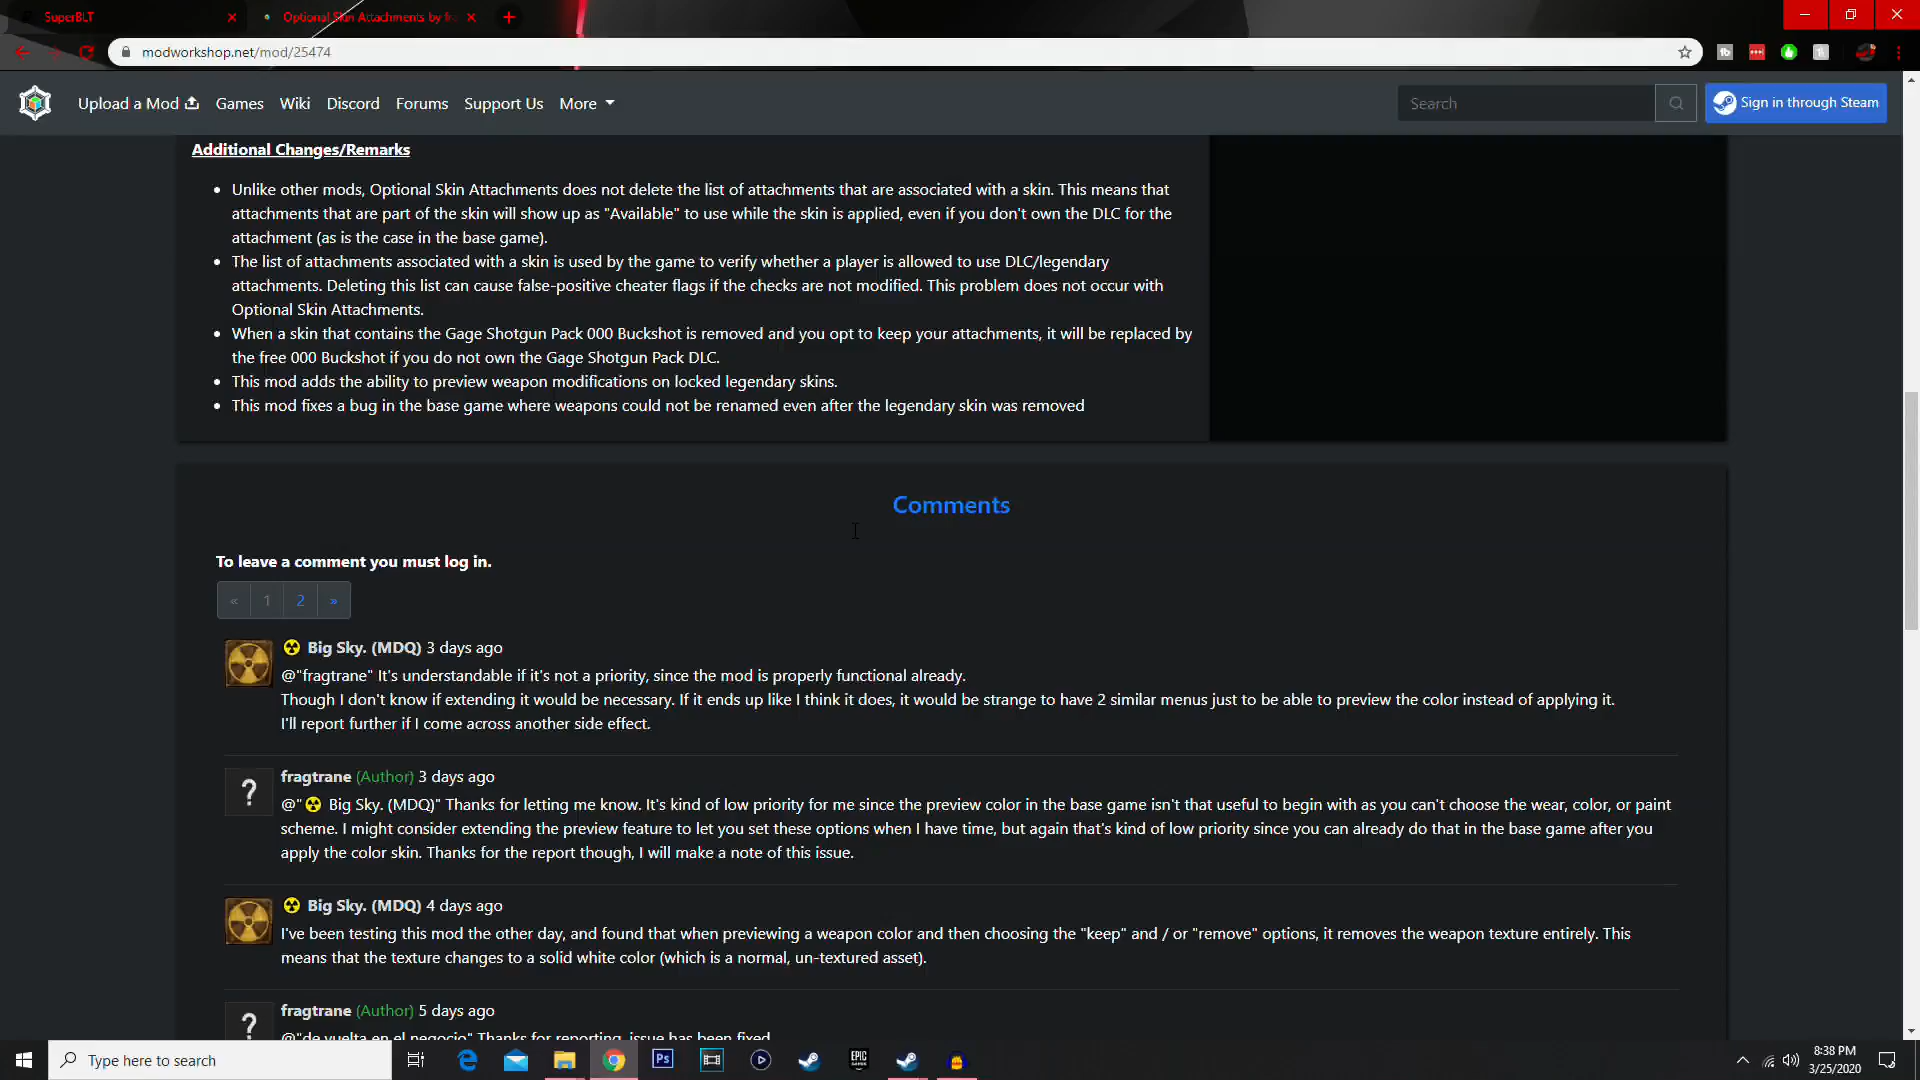 SuperBLT
Optional Skin Attachments by fra
modworkshop.net/mod/25474
Upload a Mod
Games
Wiki
Discord
Forums
Support Us
More
Search
Sign in through Steam
Additional Changes/Remarks
Unlike other mods, Optional Skin Attachments does not delete the list of attachments that are associated with a skin. This means that
attachments that are part of the skin will show up as "Available" to use while the skin is applied, even if you don't own the DLC for the
attachment (as is the case in the base game).
The list of attachments associated with a skin is used by the game to verify whether a player is allowed to use DLC/legendary
attachments. Deleting this list can cause false-positive cheater flags if the checks are not modified. This problem does not occur with
Optional Skin Attachments.
When a skin that contains the Gage Shotgun Pack 000 Buckshot is removed and you opt to keep your attachments, it will be replaced by
the free 000 Buckshot if you do not own the Gage Shotgun Pack DLC.
This mod adds the ability to preview weapon modifications on locked legendary skins.
This mod fixes a bug in the base game where weapons could not be renamed even after the legendary skin was removed
Comments
To leave a comment you must log in.
« 1 2 »
Big Sky. (MDQ) 3 days ago
@"fragtrane" It's understandable if it's not a priority, since the mod is properly functional already.
Though I don't know if extending it would be necessary. If it ends up like I think it does, it would be strange to have 2 similar menus just to be able to preview the color instead of applying it.
I'll report further if I come across another side effect.
fragtrane (Author) 3 days ago
@"☢ Big Sky. (MDQ)" Thanks for letting me know. It's kind of low priority for me since the preview color in the base game isn't that useful to begin with as you can't choose the wear, color, or paint
scheme. I might consider extending the preview feature to let you set these options when I have time, but again that's kind of low priority since you can already do that in the base game after you
apply the color skin. Thanks for the report though, I will make a note of this issue.
Big Sky. (MDQ) 4 days ago
I've been testing this mod the other day, and found that when previewing a weapon color and then choosing the "keep" and / or "remove" options, it removes the weapon texture entirely. This
means that the texture changes to a solid white color (which is a normal, un-textured asset).
fragtrane (Author) 5 days ago
@"de vuelta en el negocio" Thanks for reporting, issue has been fixed
Type here to search
Ps
EPIC
GAMES
8:38 PM
3/25/2020